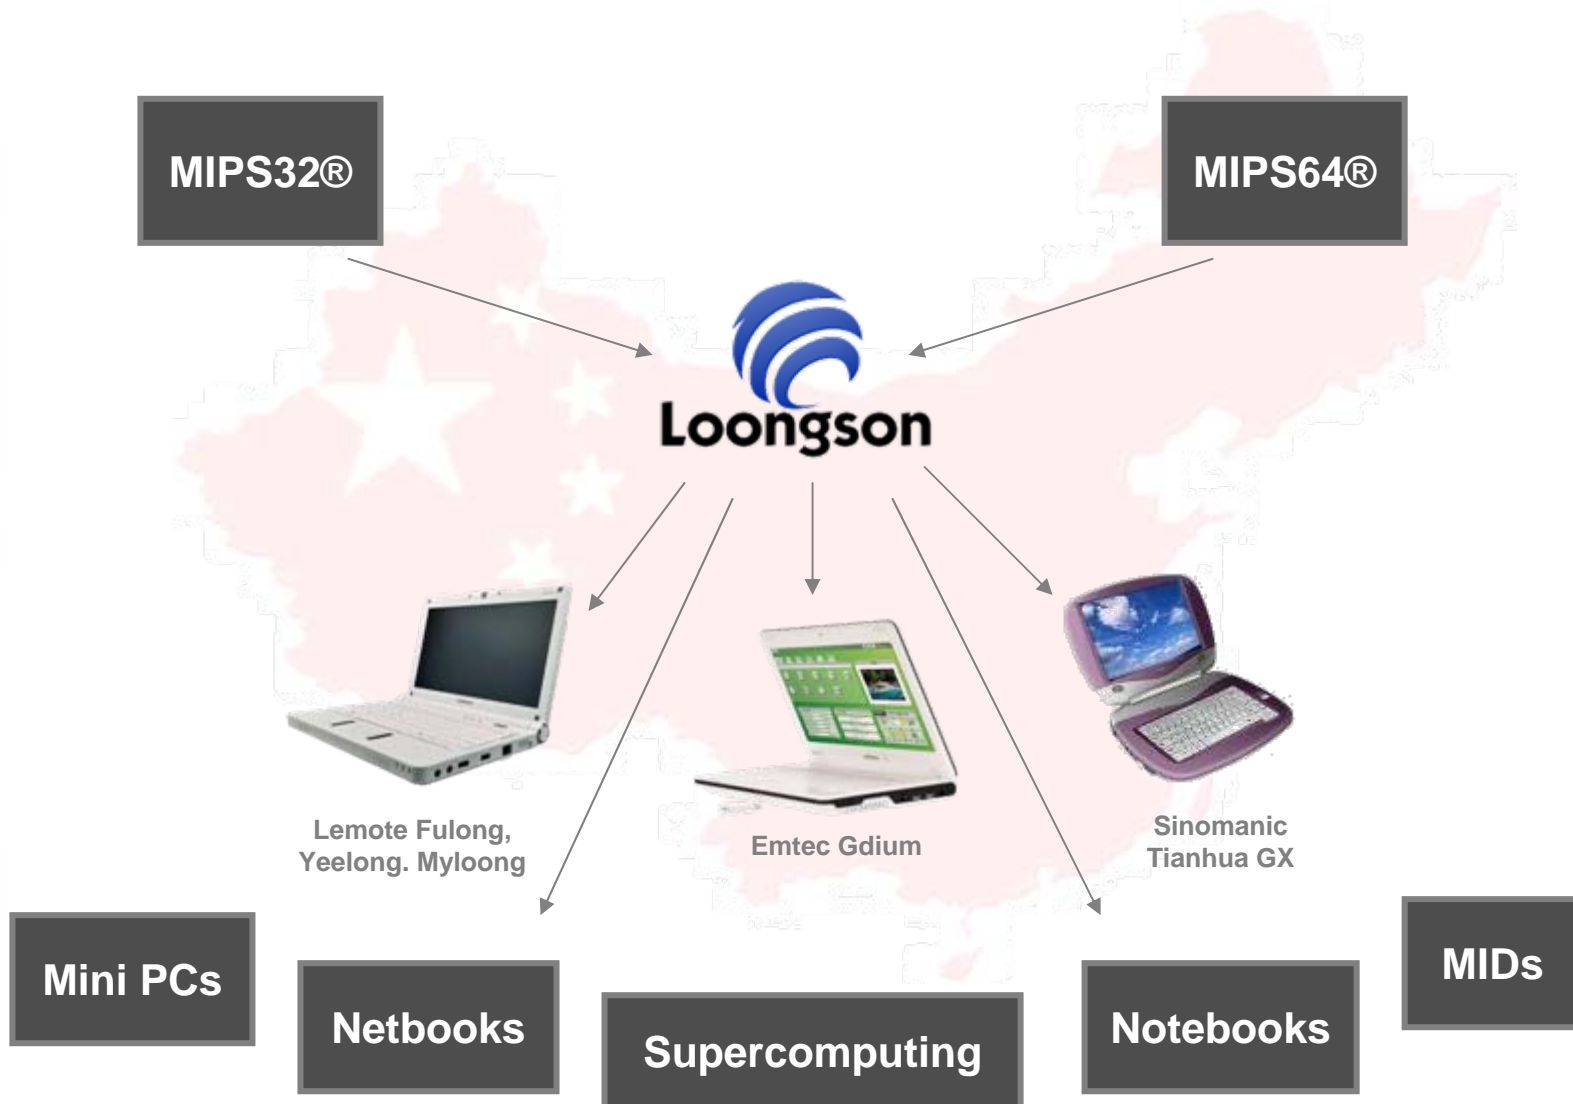 MIPS32®
MIPS64®
Loongson
Lemote Fulong,
Yeelong. Myloong
Emtec Gdium
Sinomanic
Tianhua GX
Mini PCs
Netbooks
Supercomputing
Notebooks
MIDs